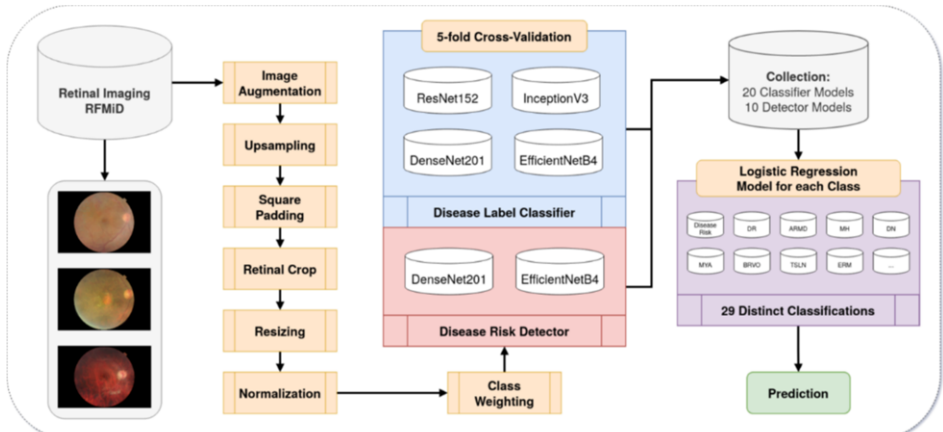 Retinal Imaging
RFMiD
Image
Augmentation
Upsampling
Square
Padding
Retinal Crop
Resizing
Normalization
Class
Weighting
5-fold Cross-Validation
ResNet152
InceptionV3
DenseNet201
EfficientNetB4
Disease Label Classifier
DenseNet201
EfficientNetB4
Disease Risk Detector
Collection:
20 Classifier Models
10 Detector Models
Logistic Regression
Model for each Class
Disease
Risk
DR
ARMD
MH
DN
MYA
BRVO
TSLN
ERM
...
29 Distinct Classifications
Prediction